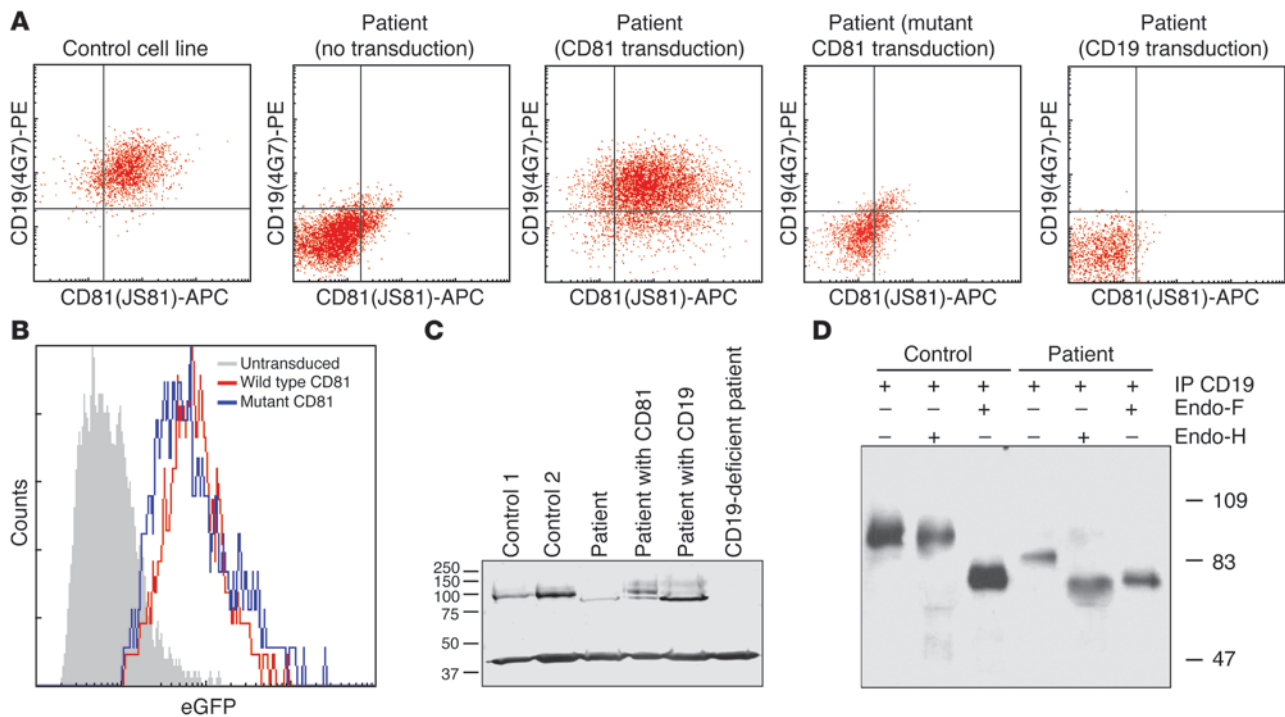 A
Control cell line
Patient
(no transduction)
Patient
(CD81 transduction)
Patient (mutant
CD81 transduction)
Patient
(CD19 transduction)
CD19(4G7)-PE
CD81(JS81)-APC
CD19(4G7)-PE
CD81(JS81)-APC
CD19(4G7)-PE
CD81(JS81)-APC
CD19(4G7)-PE
CD81(JS81)-APC
CD19(4G7)-PE
CD81(JS81)-APC
B
Untransduced
Wild type CD81
Mutant CD81
Counts
eGFP
C
Control 1
Control 2
Patient
Patient with CD81
Patient with CD19
CD19-deficient patient
250
150
100
75
50
37
D
Control Patient
+ + + + + + IP CD19
− − + − − + Endo-F
− + − − + − Endo-H
— 109
— 83
— 47